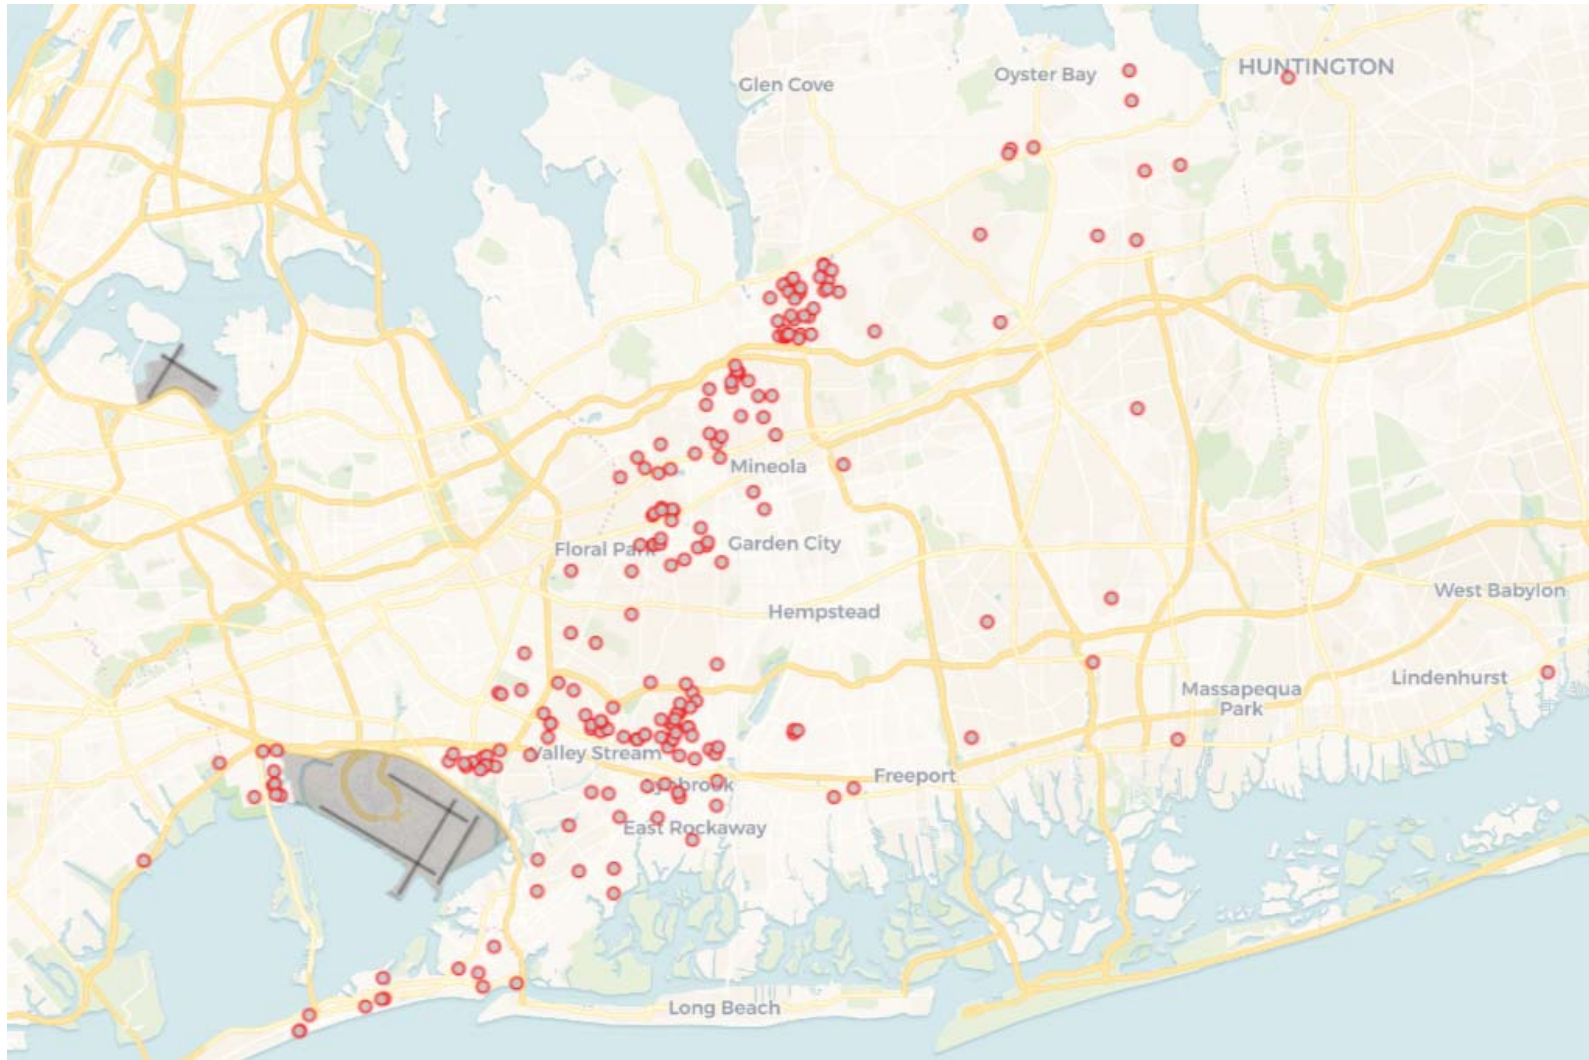 HUNTINGTON
Oyster Bay
Glen Cove
Mineola
Floral Park
Garden City
West Babylon
Hempstead
Lindenhurst
Massapequa
Park
Valley Stream
Freeport
East Rockaway
Long Beach